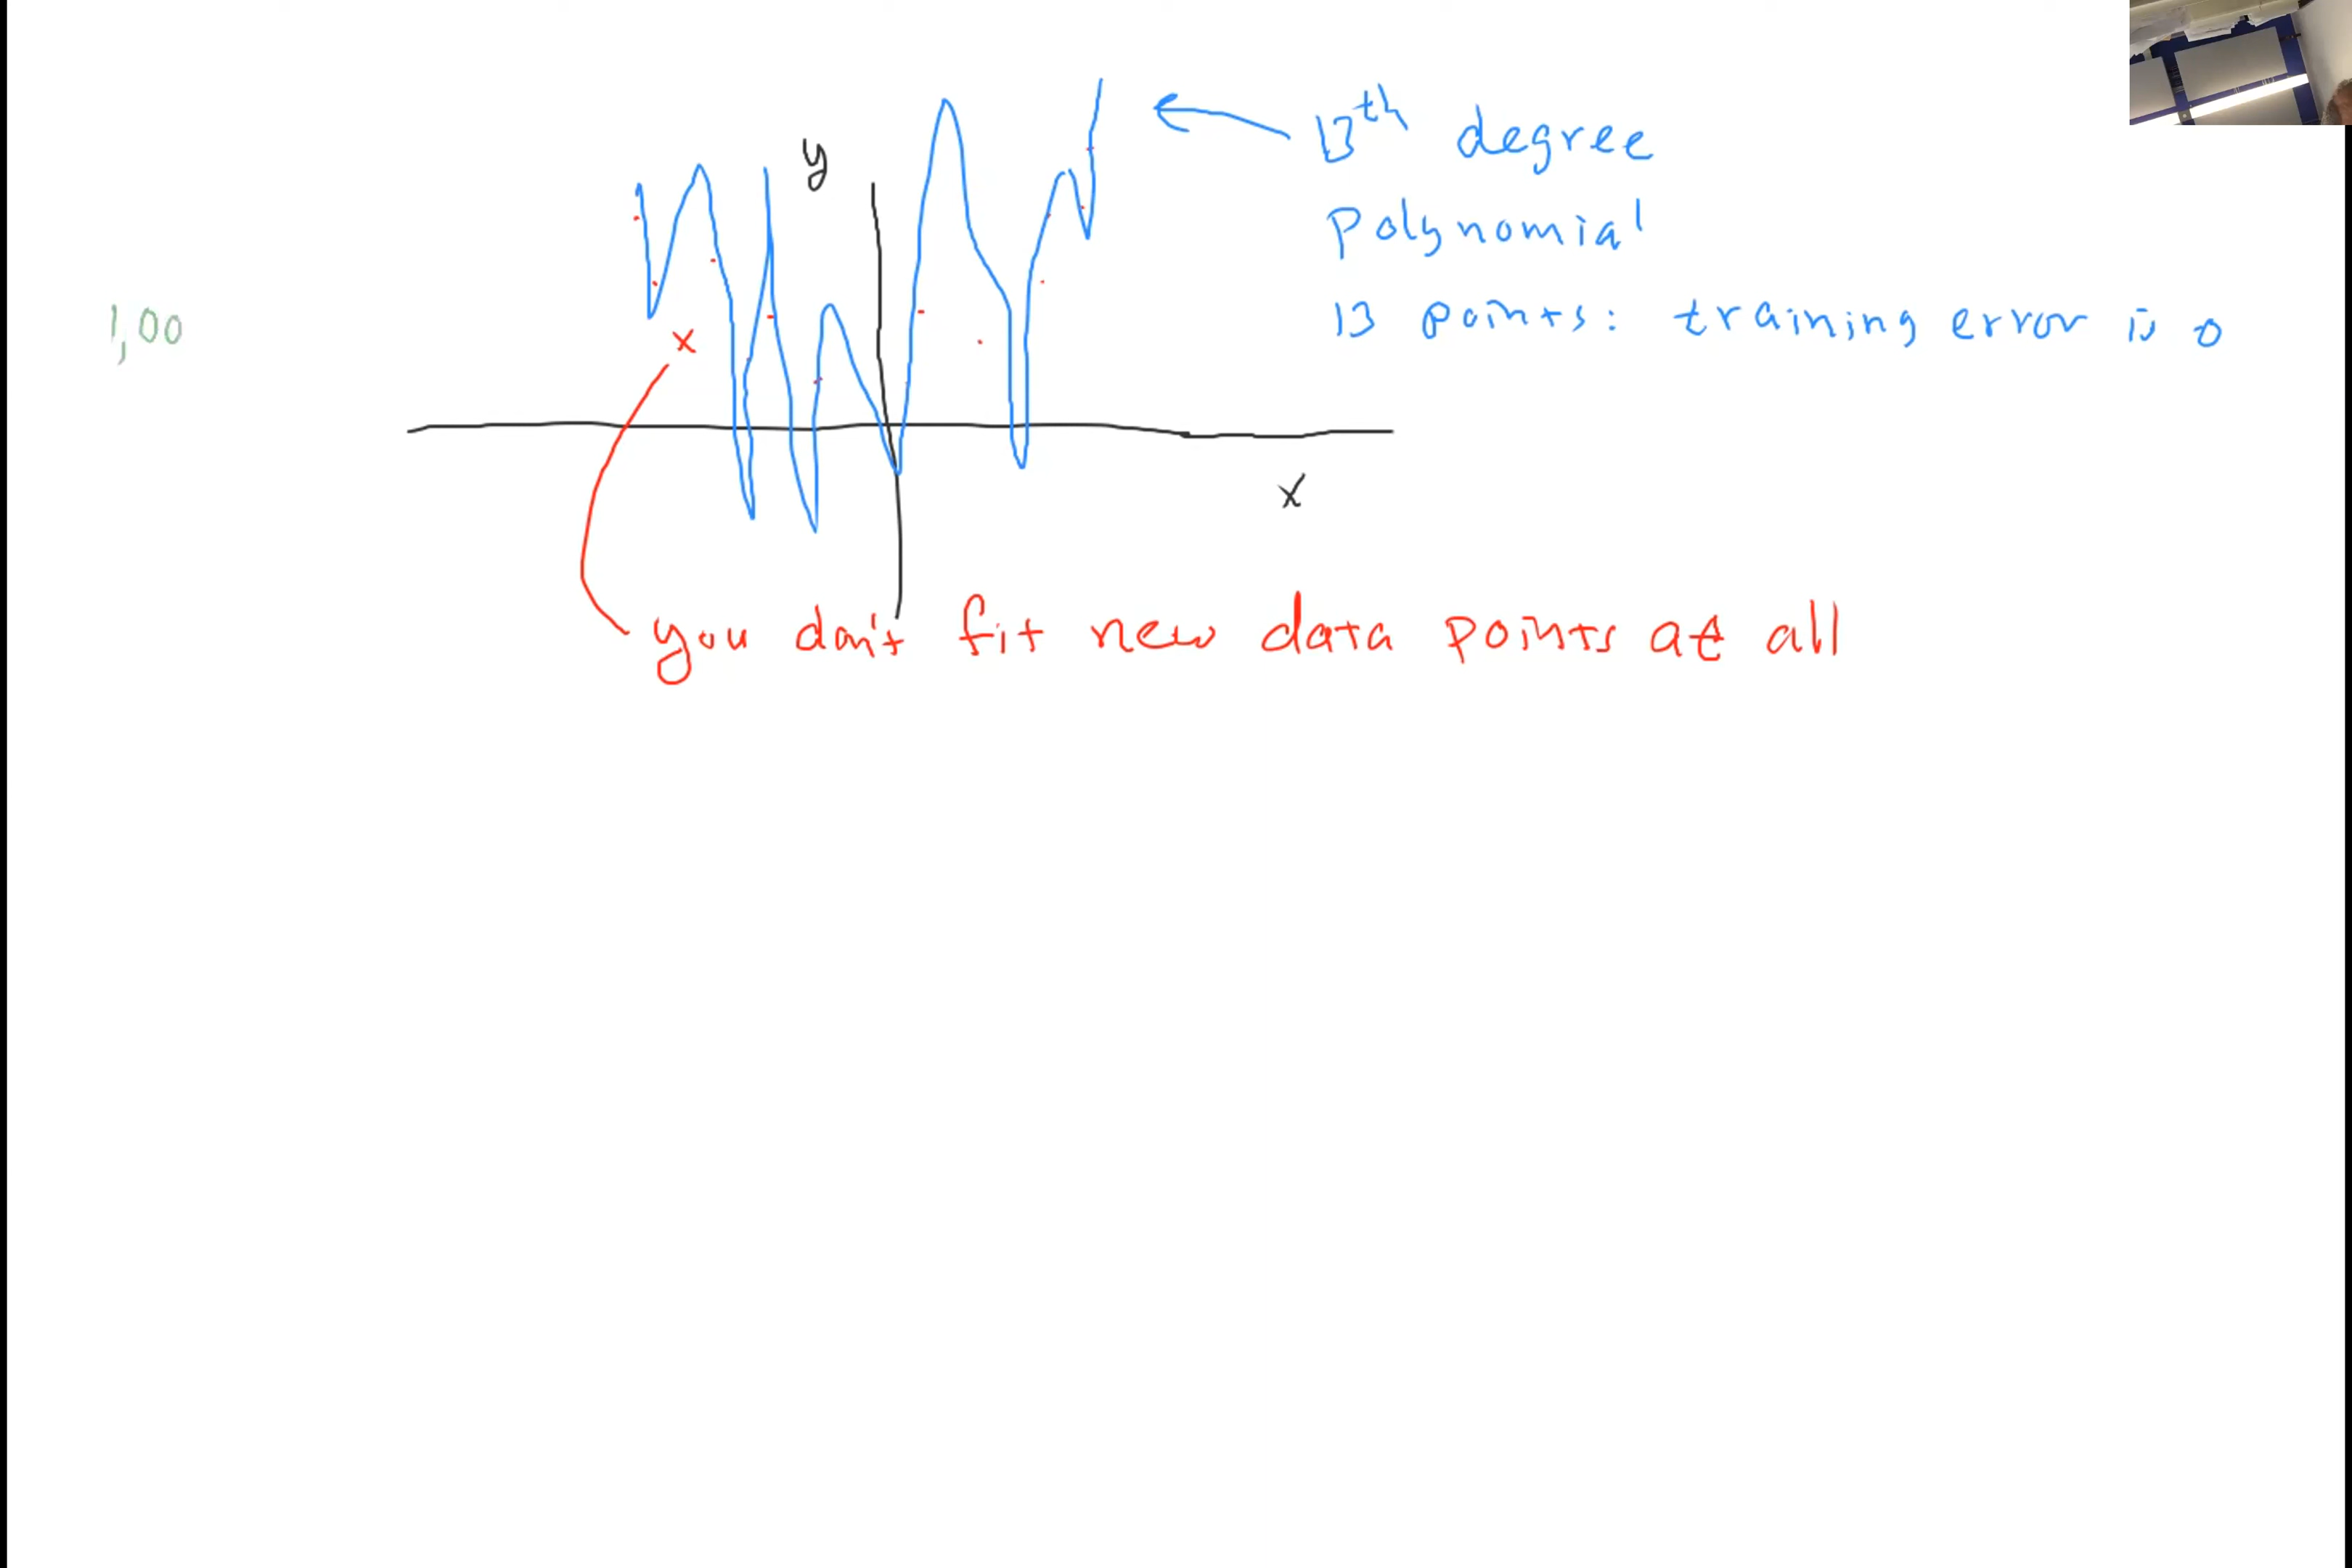 13th degree
y
polynomial
1,00
13 points: training error is 0
x
x
you don't fit new data points at all